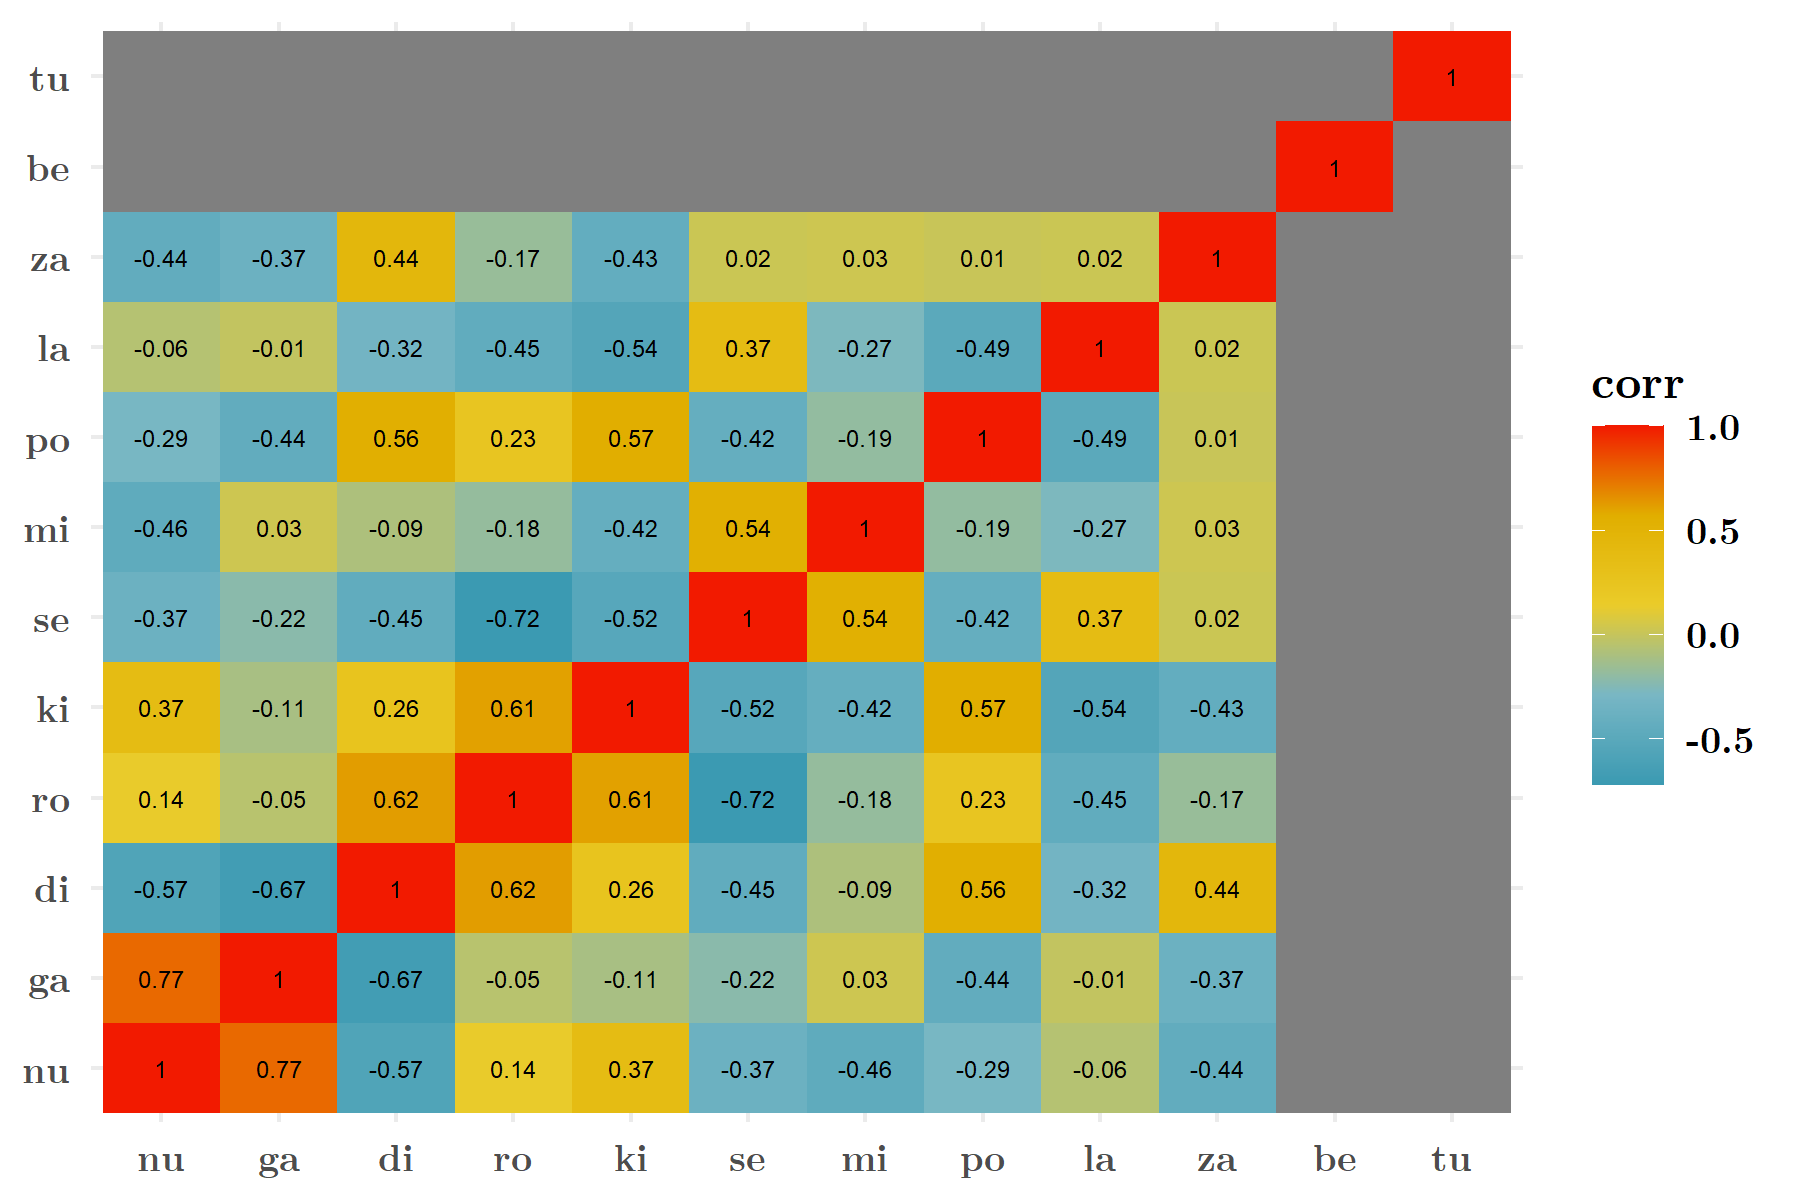 tu 1
be 1
za -0.44 -0.37 0.44 -0.17 -0.43 0.02 0.03 0.01 0.02 1
la -0.06 -0.01 -0.32 -0.45 -0.54 0.37 -0.27 -0.49 1 0.02
po -0.29 -0.44 0.56 0.23 0.57 -0.42 -0.19 1 -0.49 0.01
mi -0.46 0.03 -0.09 -0.18 -0.42 0.54 1 -0.19 -0.27 0.03
se -0.37 -0.22 -0.45 -0.72 -0.52 1 0.54 -0.42 0.37 0.02
ki 0.37 -0.11 0.26 0.61 1 -0.52 -0.42 0.57 -0.54 -0.43
ro 0.14 -0.05 0.62 1 0.61 -0.72 -0.18 0.23 -0.45 -0.17
di -0.57 -0.67 1 0.62 0.26 -0.45 -0.09 0.56 -0.32 0.44
ga 0.77 1 -0.67 -0.05 -0.11 -0.22 0.03 -0.44 -0.01 -0.37
nu 1 0.77 -0.57 0.14 0.37 -0.37 -0.46 -0.29 -0.06 -0.44
nu ga di ro ki se mi po la za be tu
corr
1.0
0.5
0.0
-0.5